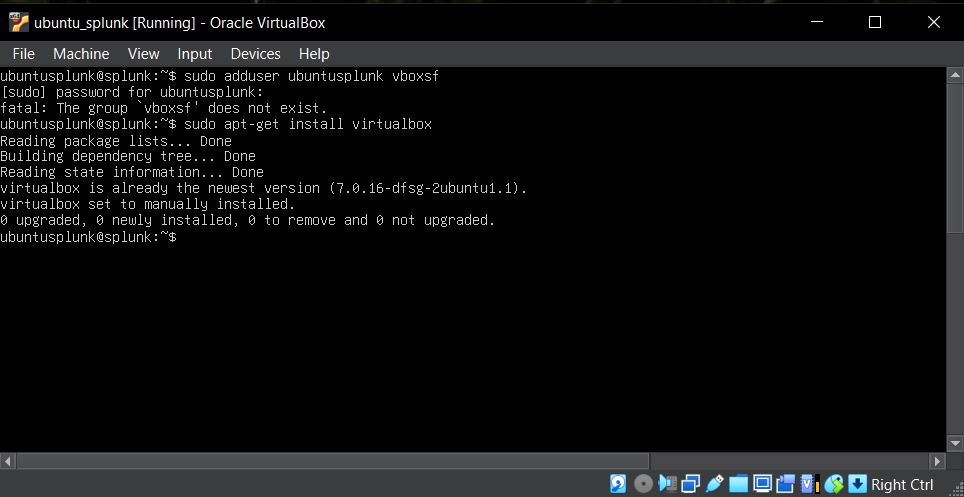 ubuntu_splunk [Running] - Oracle VirtualBox
File Machine View Input Devices Help
ubuntusplunk@splunk:~$ sudo adduser ubuntusplunk vboxsf
[sudo] password for ubuntusplunk:
fatal: The group `vboxsf' does not exist.
ubuntusplunk@splunk:~$ sudo apt-get install virtualbox
Reading package lists... Done
Building dependency tree... Done
Reading state information... Done
virtualbox is already the newest version (7.0.16-dfsg-2ubuntu1.1).
virtualbox set to manually installed.
0 upgraded, 0 newly installed, 0 to remove and 0 not upgraded.
ubuntusplunk@splunk:~$
Right Ctrl